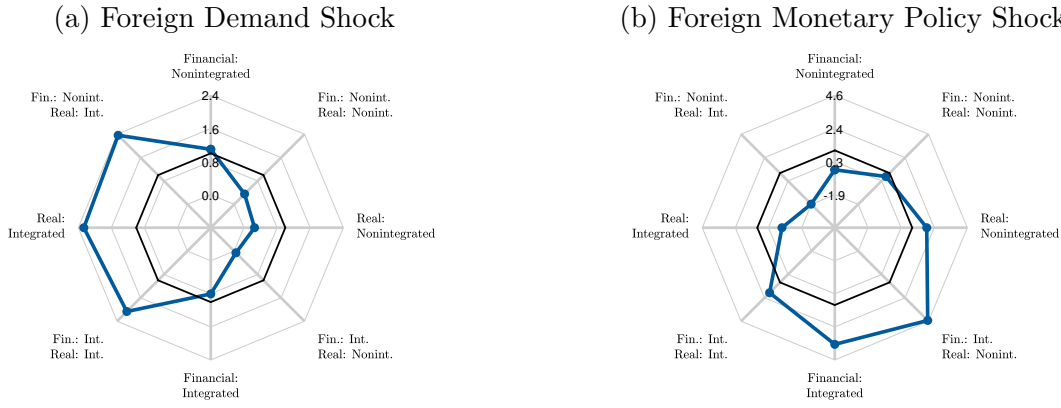 (a) Foreign Demand Shock
Financial:
Nonintegrated
Fin.: Nonint.
Real: Int.
Fin.: Nonint.
Real: Nonint.
2.4
1.6
0.8
0.0
Real:
Integrated
Real:
Nonintegrated
Fin.: Int.
Real: Int.
Fin.: Int.
Real: Nonint.
Financial:
Integrated
(b) Foreign Monetary Policy Shock
Financial:
Nonintegrated
Fin.: Nonint.
Real: Int.
Fin.: Nonint.
Real: Nonint.
4.6
2.4
0.3
-1.9
Real:
Integrated
Real:
Nonintegrated
Fin.: Int.
Real: Int.
Fin.: Int.
Real: Nonint.
Financial:
Integrated